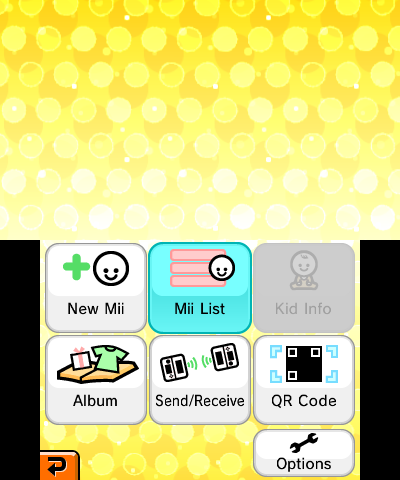 New Mii
Mii List
Kid Info
Album
Send/Receive
QR Code
Options